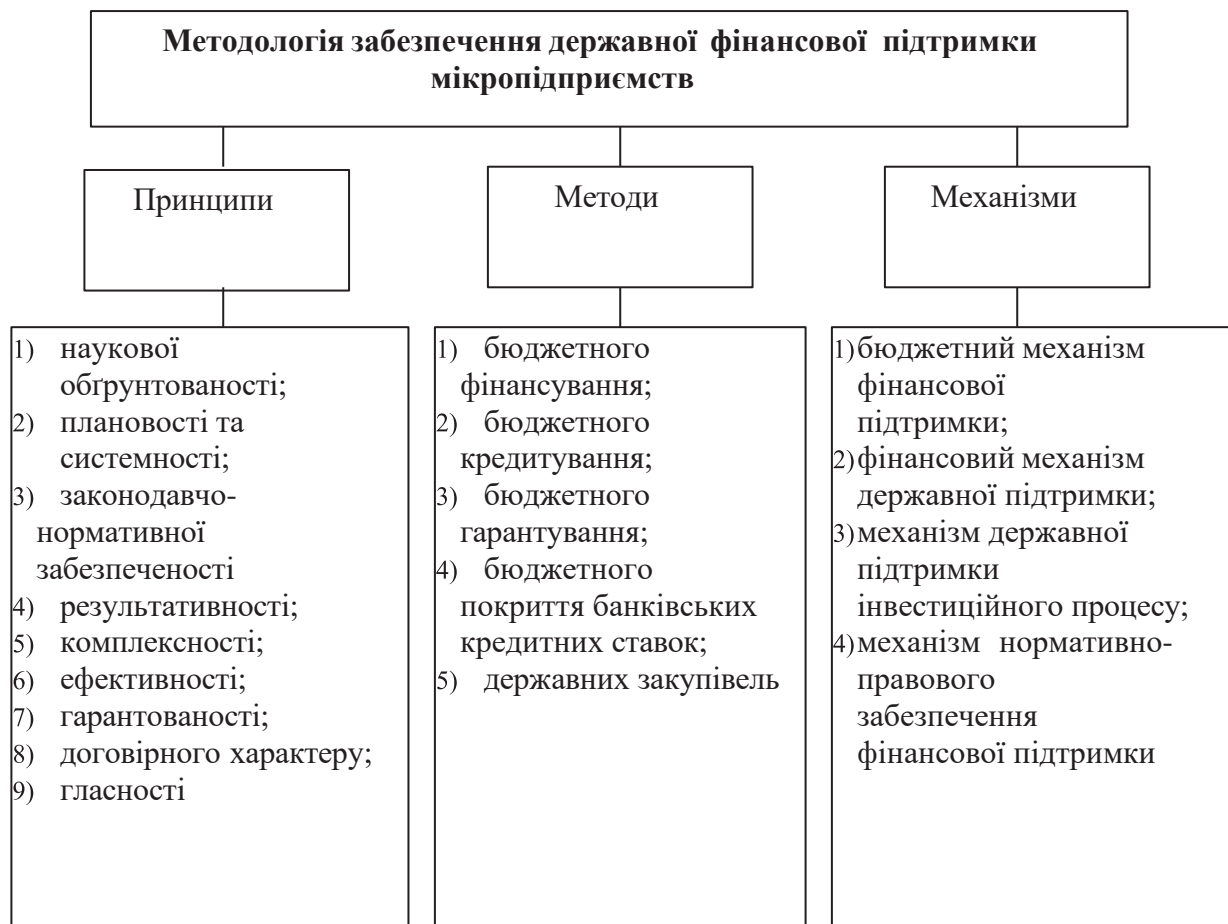 Методологія забезпечення державної фінансової підтримки
мікропідприємств
Принципи
Методи
Механізми
1) наукової
обґрунтованості;
2) плановості та
системності;
3) законодавчо-
нормативної
забезпеченості
4) результативності;
5) комплексності;
6) ефективності;
7) гарантованості;
8) договірного характеру;
9) гласності
1) бюджетного
фінансування;
2) бюджетного
кредитування;
3) бюджетного
гарантування;
4) бюджетного
покриття банківських
кредитних ставок;
5) державних закупівель
1) бюджетний механізм
фінансової
підтримки;
2) фінансовий механізм
державної підтримки;
3) механізм державної
підтримки
інвестиційного процесу;
4) механізм нормативно-
правового
забезпечення
фінансової підтримки